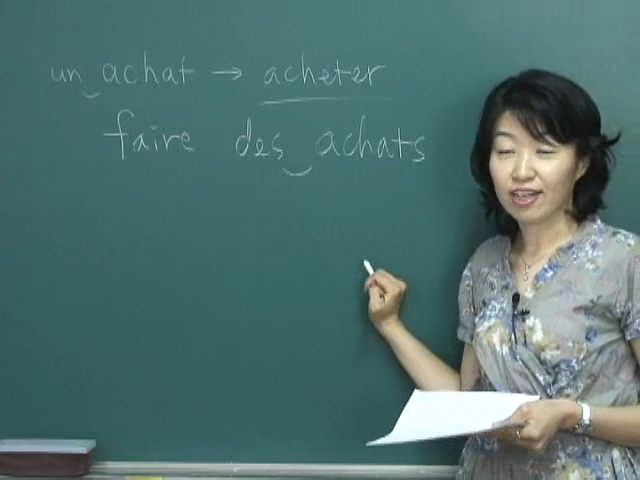 un achat → acheter
faire des achats